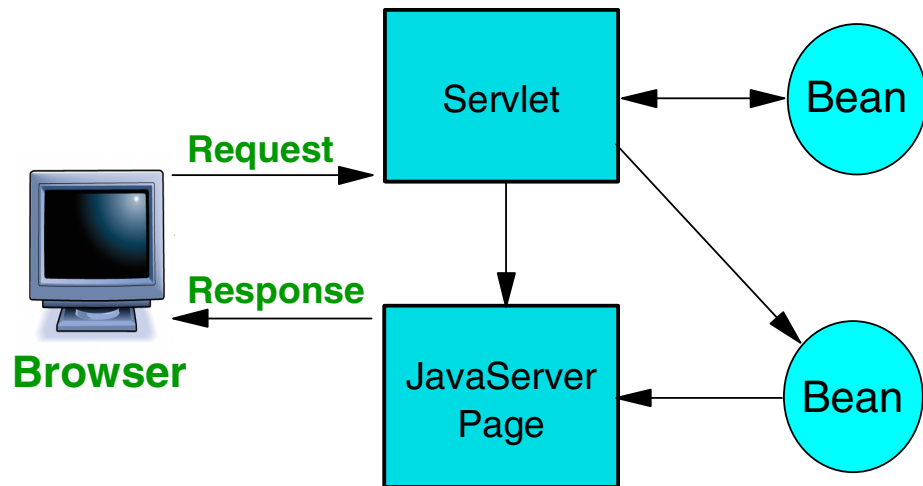 Servlet
Bean
Request
Response
Browser
JavaServer
Page
Bean